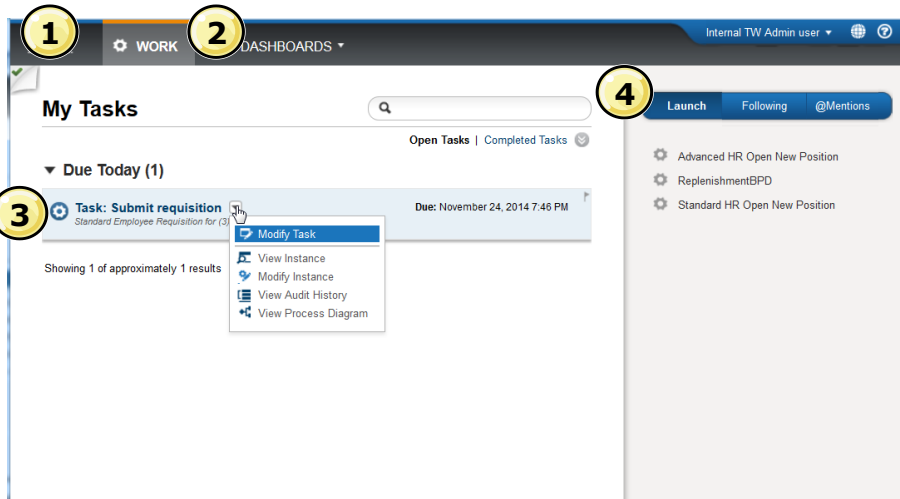 1
2
WORK
DASHBOARDS
Internal TW Admin user
My Tasks
4
Launch Following @Mentions
Open Tasks | Completed Tasks
Advanced HR Open New Position
Due Today (1)
ReplenishmentBPD
3
Task: Submit requisition
Due: November 24, 2014 7:46 PM
Standard HR Open New Position
Standard Employee Requisition for (3)
Modify Task
View Instance
Showing 1 of approximately 1 results
Modify Instance
View Audit History
View Process Diagram